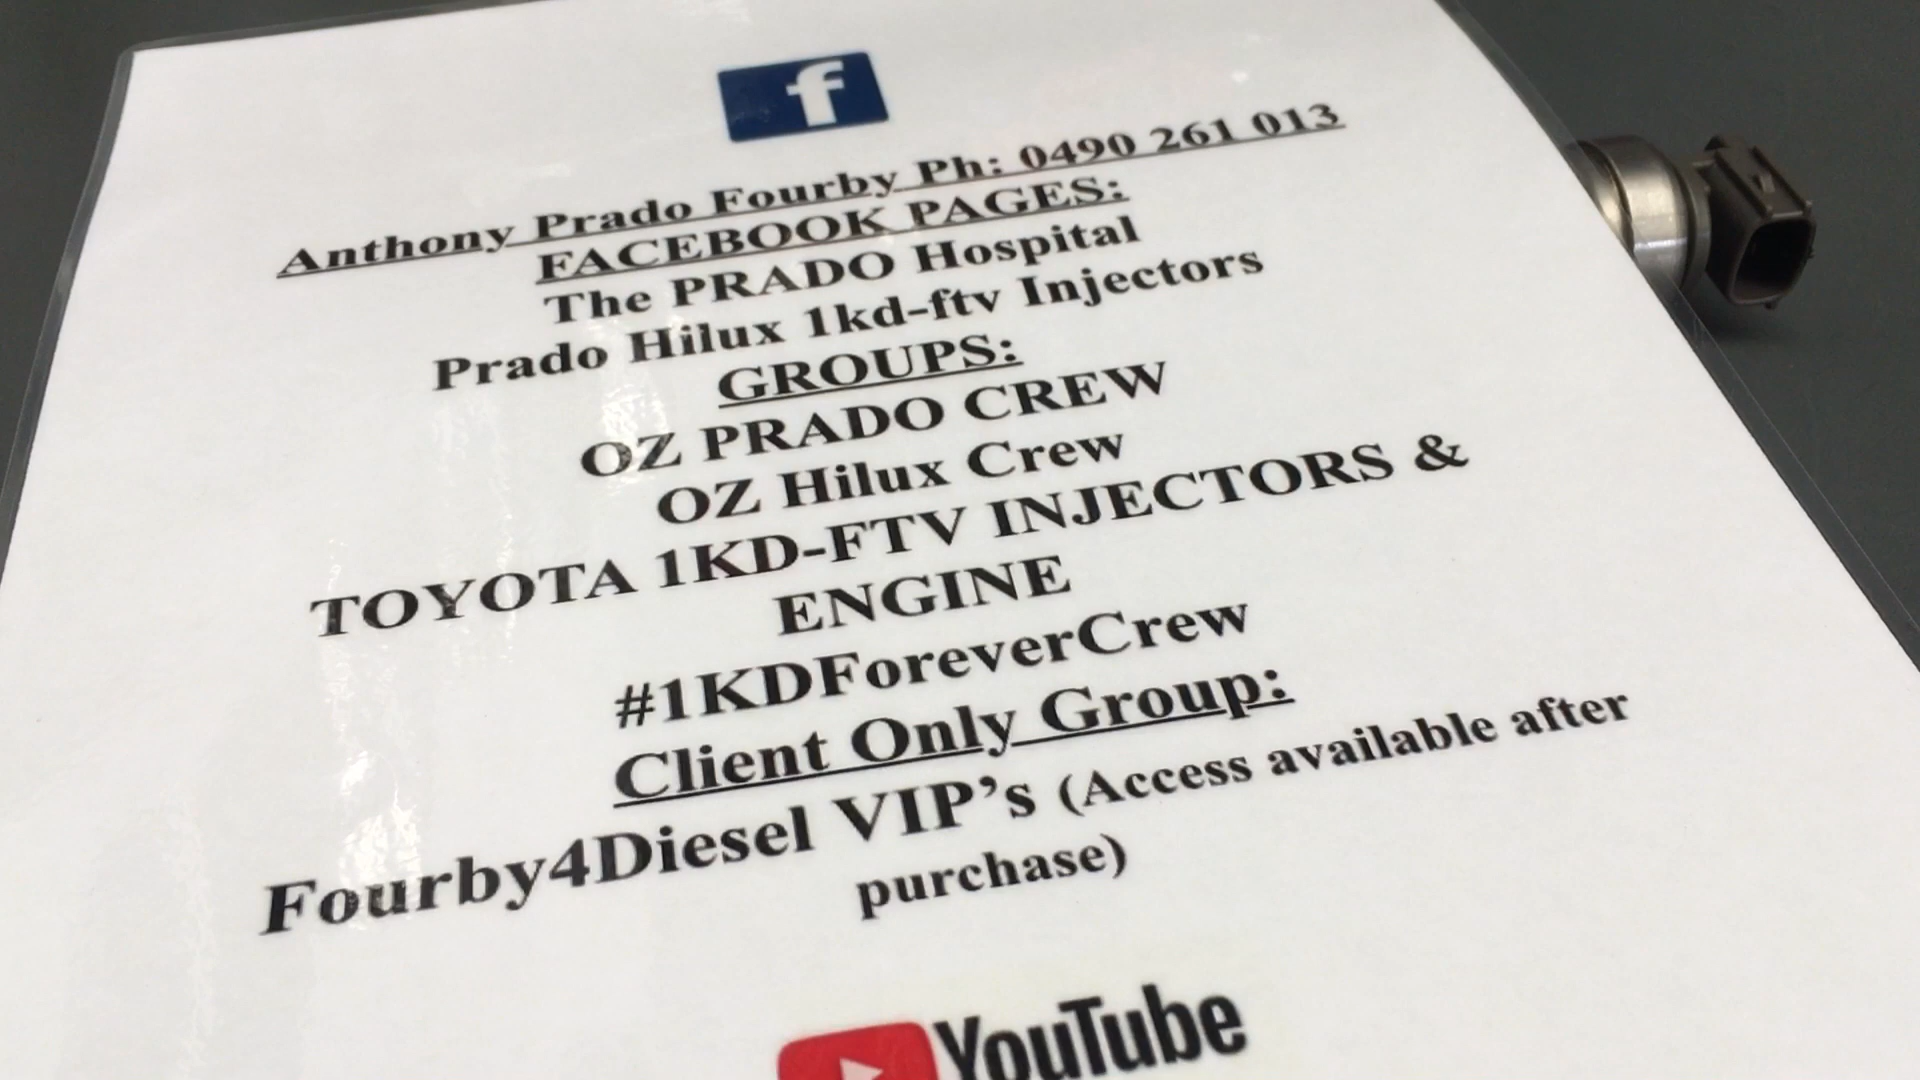 f
Anthony Prado Fourby Ph: 0490 261 013
FACEBOOK PAGES:
The PRADO Hospital
Prado Hilux 1kd-ftv Injectors
GROUPS:
OZ PRADO CREW
OZ Hilux Crew
TOYOTA 1KD-FTV INJECTORS &
ENGINE
#1KDForeverCrew
Client Only Group:
Fourby4Diesel VIP’s (Access available after
purchase)
YouTube